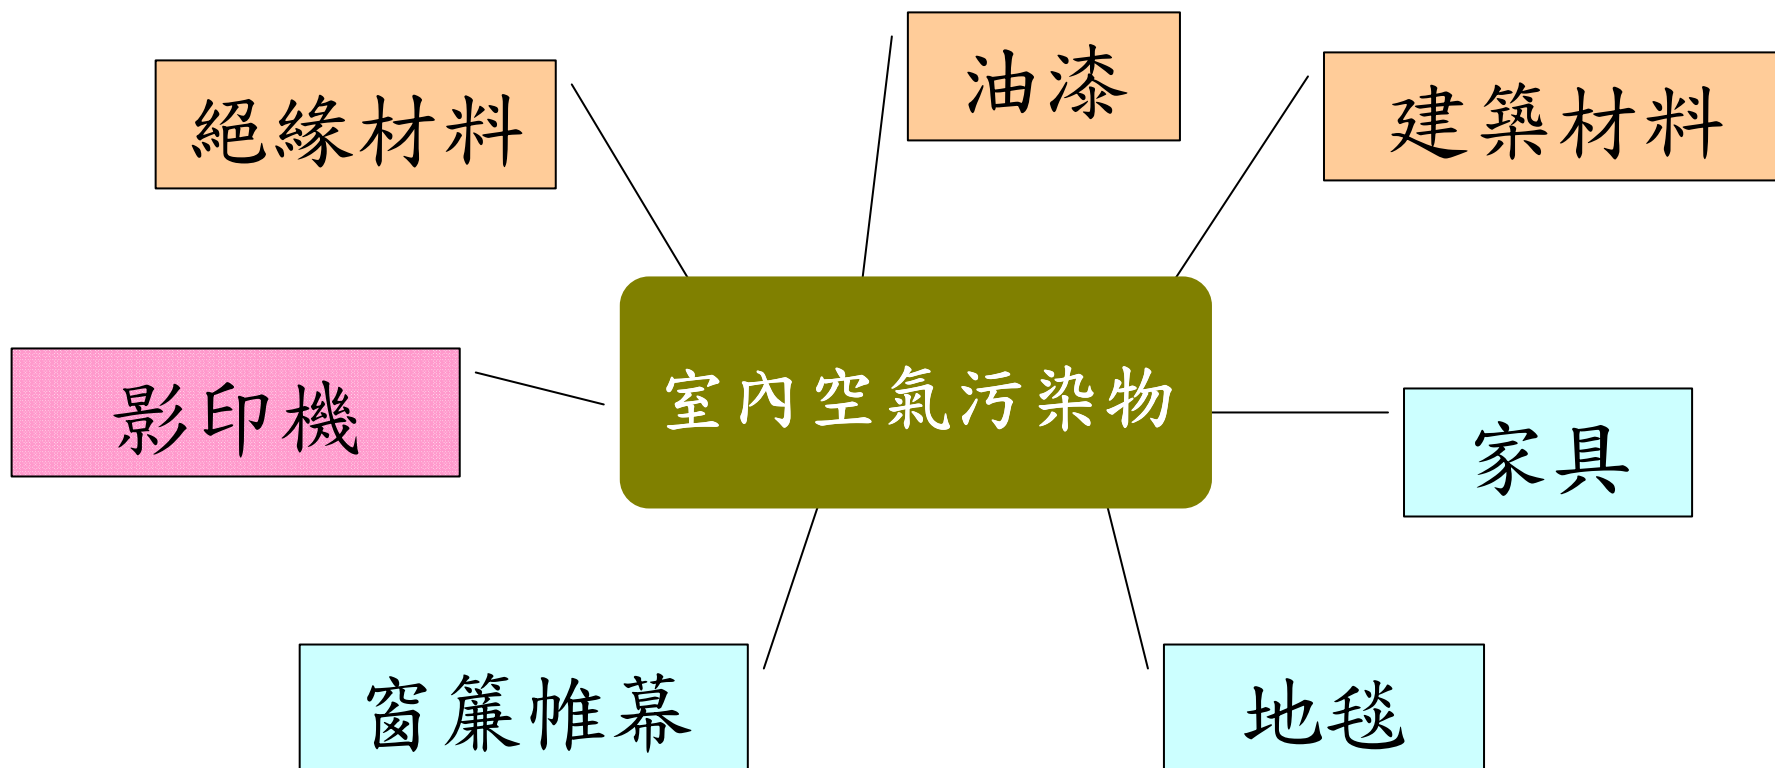 油漆
絕緣材料
建築材料
室內空氣污染物
影印機
家具
窗簾帷幕
地毯